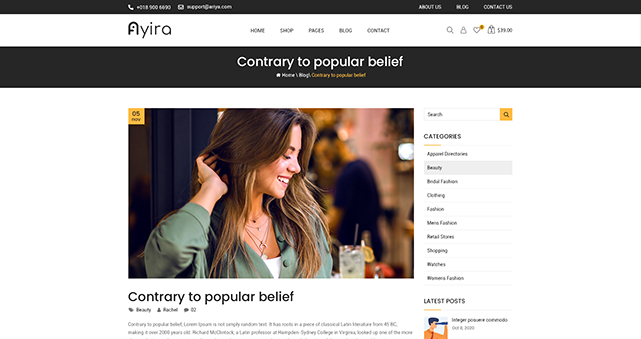 +018 900 6690 support@ariya.com ABOUT US BLOG CONTACT US
Ayira HOME SHOP PAGES BLOG CONTACT $39.00
Contrary to popular belief
Home \ Blog\ Contrary to popular belief
05
nov
Search
CATEGORIES
Apparel Directories
Beauty
Bridal Fashion
Clothing
Fashion
Mens Fashion
Retail Stores
Shopping
Watches
Womens Fashion
Contrary to popular belief
Beauty Rachel 02
Contrary to popular belief, Lorem Ipsum is not simply random text. It has roots in a piece of classical Latin literature from 45 BC,
making it over 2000 years old. Richard McClintock, a Latin professor at Hampden-Sydney College in Virginia, looked up one of the more
LATEST POSTS
Integer posuere commodo
Oct 6, 2020